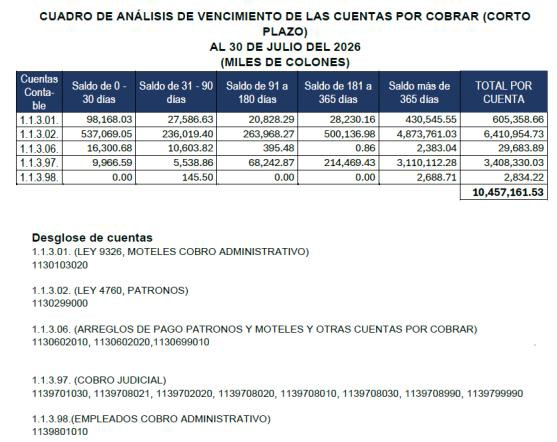 CUADRO DE ANÁLISIS DE VENCIMIENTO DE LAS CUENTAS POR COBRAR (CORTO
PLAZO)
AL 30 DE JULIO DEL 2026
(MILES DE COLONES)
Cuentas Conta- ble Saldo de 0 - 30 días Saldo de 31 - 90 días Saldo de 91 a 180 días Saldo de 181 a 365 días Saldo más de 365 días TOTAL POR CUENTA
1.1.3.01. 98,168.03 27,586.63 20,828.29 28,230.16 430,545.55 605,358.66
1.1.3.02. 537,069.05 236,019.40 263,968.27 500,136.98 4,873,761.03 6,410,954.73
1.1.3.06. 16,300.68 10,603.82 395.48 0.86 2,383.04 29,683.89
1.1.3.97. 9,966.59 5,538.86 68,242.87 214,469.43 3,110,112.28 3,408,330.03
1.1.3.98. 0.00 145.50 0.00 0.00 2,688.71 2,834.22
10,457,161.53
Desglose de cuentas
1.1.3.01. (LEY 9326, MOTELES COBRO ADMINISTRATIVO)
1130103020
1.1.3.02. (LEY 4760, PATRONOS)
1130299000
1.1.3.06. (ARREGLOS DE PAGO PATRONOS Y MOTELES Y OTRAS CUENTAS POR COBRAR)
1130602010, 1130602020,1130699010
1.1.3.97. (COBRO JUDICIAL)
1139701030, 1139708021, 1139702020, 1139708020, 1139708010, 1139708030, 1139708990, 1139799990
1.1.3.98.(EMPLEADOS COBRO ADMINISTRATIVO)
1139801010